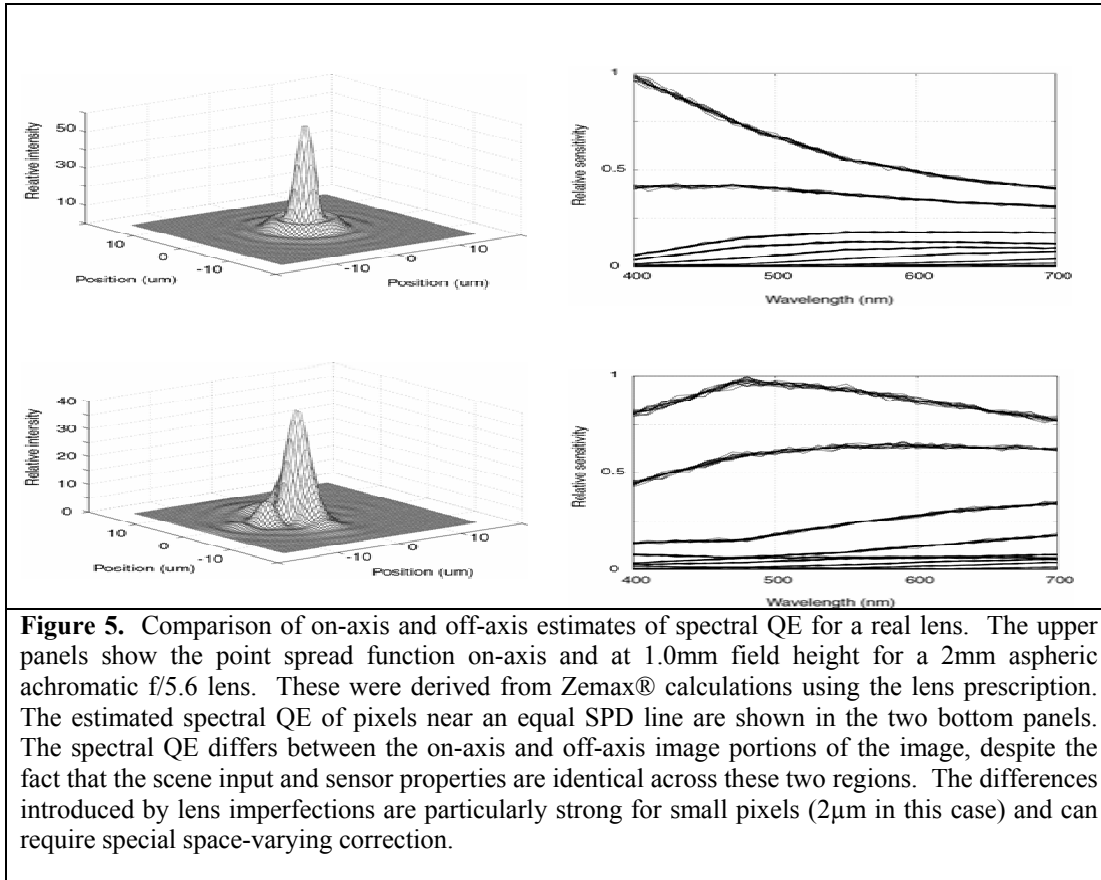 50
30
10
Relative intensity
10
0
-10
Position (um)
-10
0
10
Position (um)
1
0.5
0
Relative sensitivity
400
500
600
700
Wavelength (nm)
40
30
20
10
0
Relative intensity
10
0
-10
Position (um)
-10
0
10
Position (um)
1
0.5
0
Relative sensitivity
400
500
600
700
Wavelength (nm)
Figure 5. Comparison of on-axis and off-axis estimates of spectral QE for a real lens. The upper
panels show the point spread function on-axis and at 1.0mm field height for a 2mm aspheric
achromatic f/5.6 lens. These were derived from Zemax® calculations using the lens prescription.
The estimated spectral QE of pixels near an equal SPD line are shown in the two bottom panels.
The spectral QE differs between the on-axis and off-axis image portions of the image, despite the
fact that the scene input and sensor properties are identical across these two regions. The differences
introduced by lens imperfections are particularly strong for small pixels (2µm in this case) and can
require special space-varying correction.